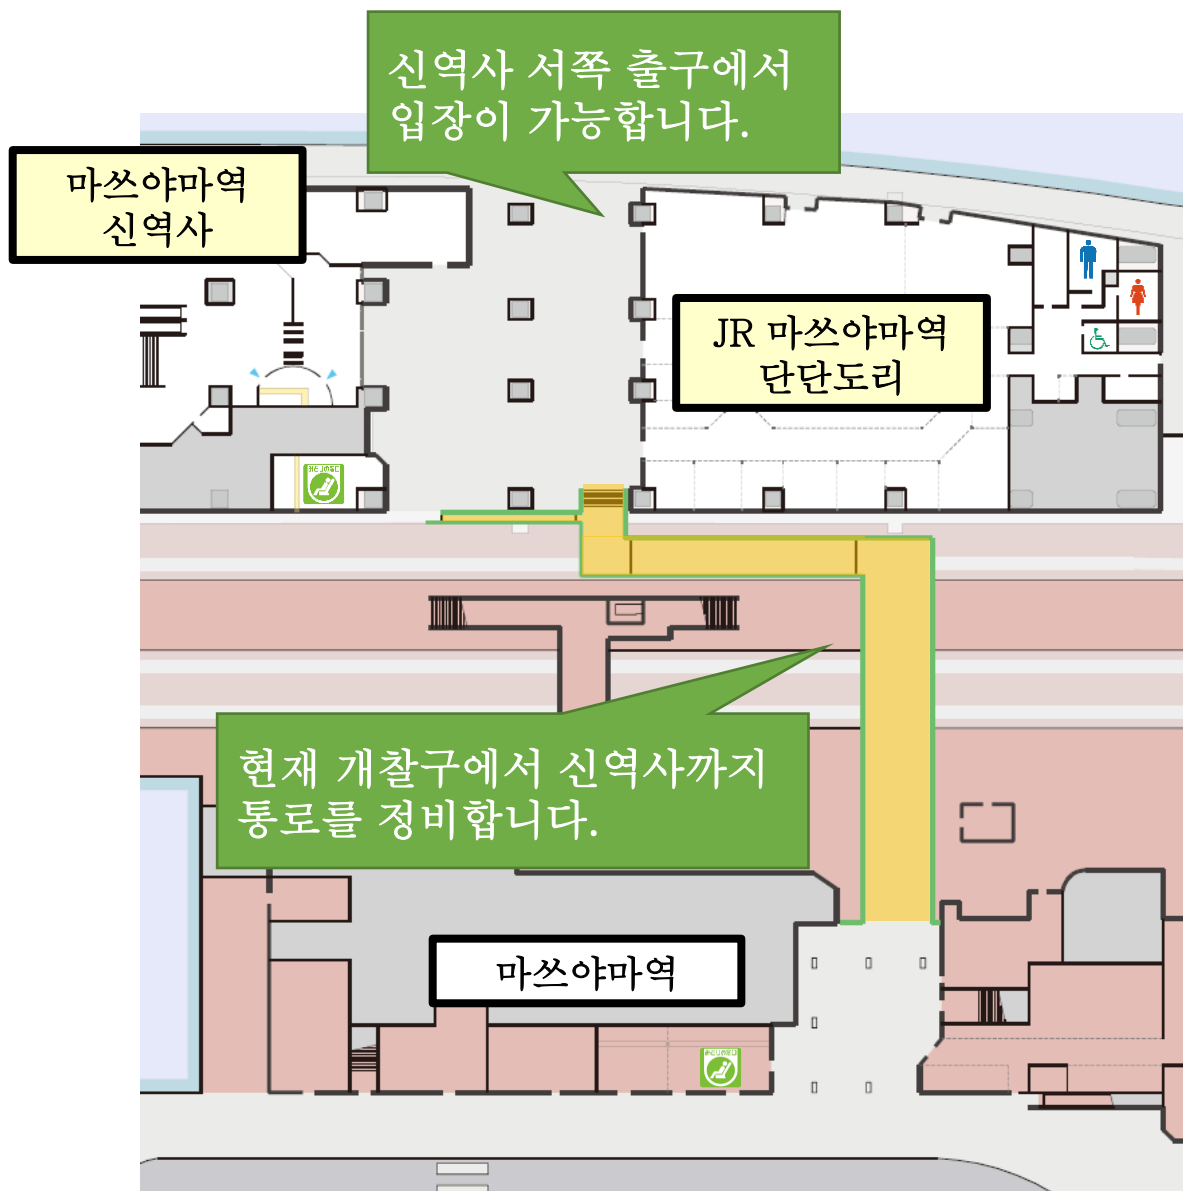 신역사 서쪽 출구에서
입장이 가능합니다.
마쓰야마역
신역사
JR 마쓰야마역
단단도리
현재 개찰구에서 신역사까지
통로를 정비합니다.
마쓰야마역